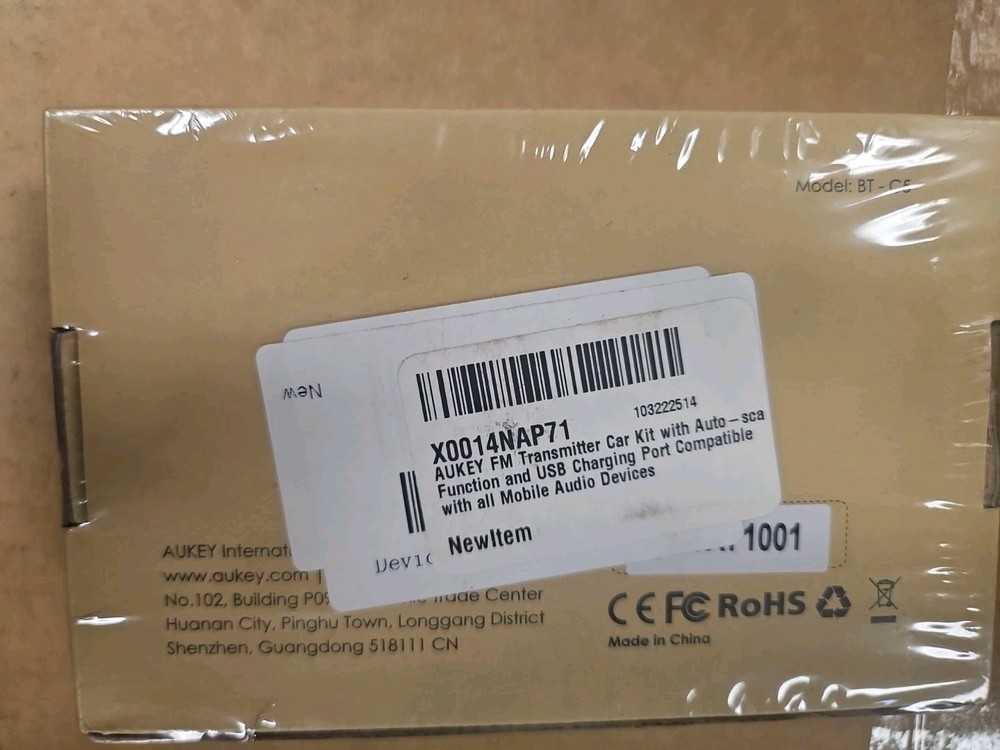 Model: BT - C5
New
103222514
X0014NAP71
AUKEY FM Transmitter Car Kit with Auto-sca
Function and USB Charging Port Compatible
with all Mobile Audio Devices
NewItem
1001
AUKEY Internati
www.aukey.com |
No.102, Building P09 Trade Center
Huanan City, Pinghu Town, Longgang District
Shenzhen, Guangdong 518111 CN
CE FC RoHS
Made in China